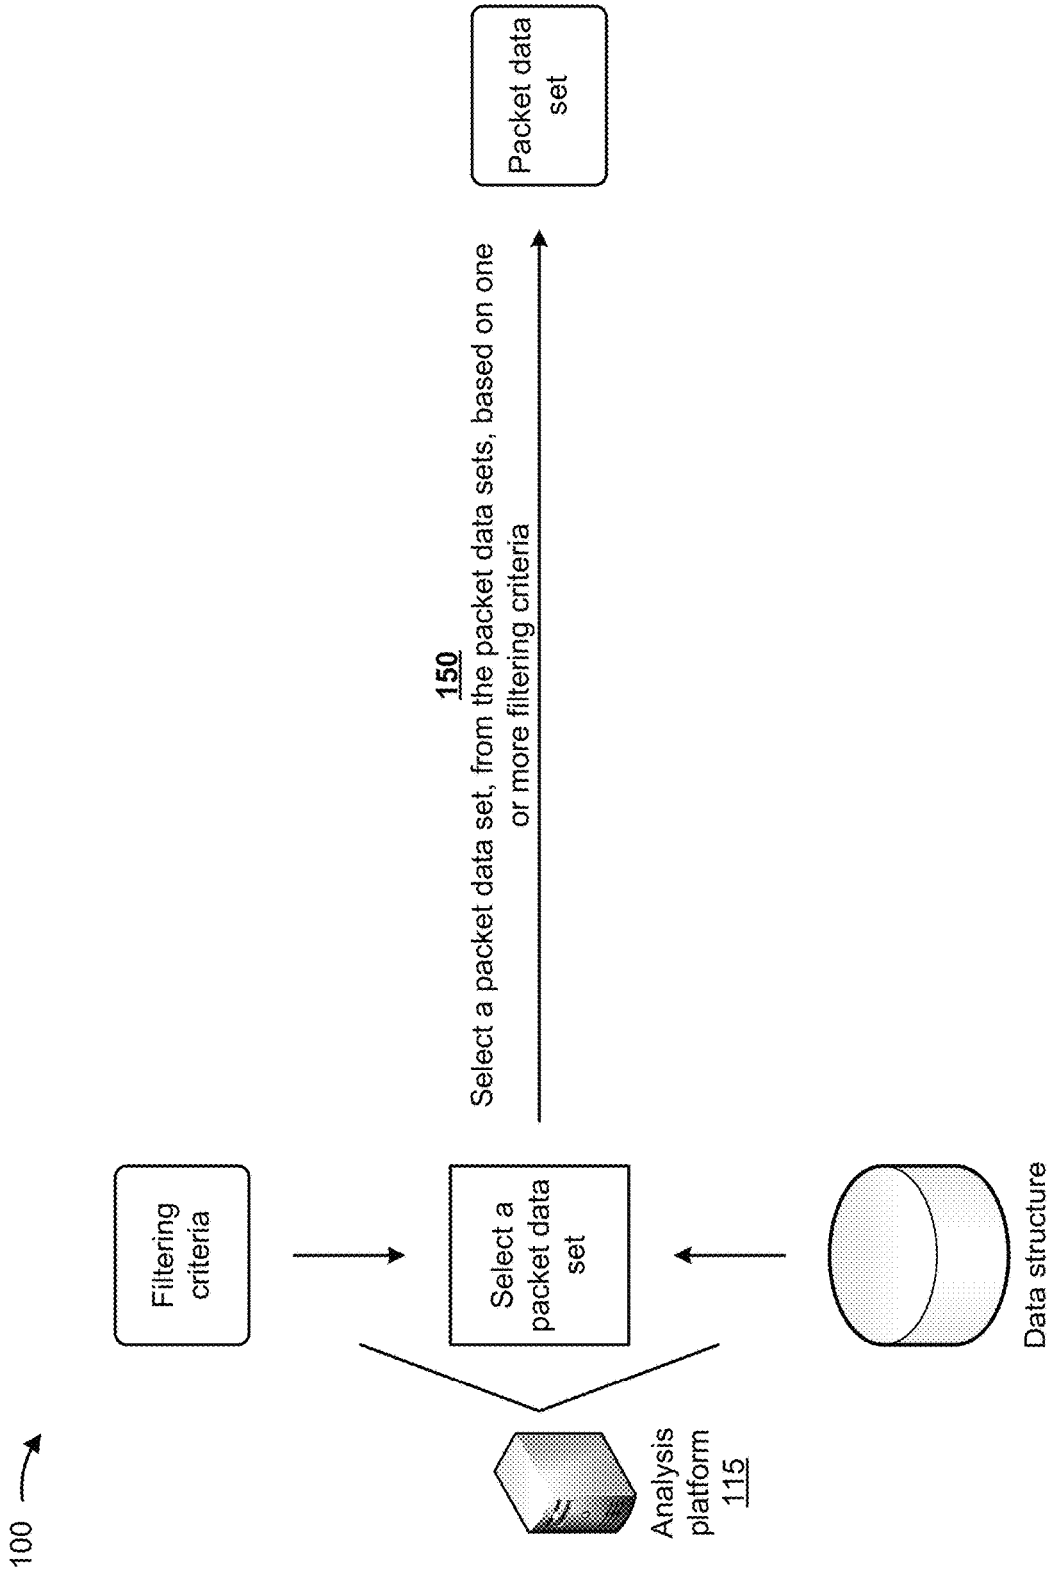 100
Analysis
platform
115
Filtering
criteria
Select a
packet data
set
Data structure
150
Select a packet data set, from the packet data sets, based on one
or more filtering criteria
Packet data
set